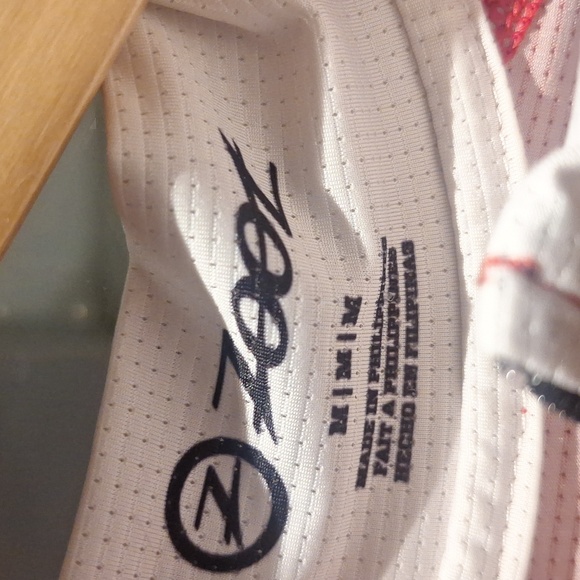 Z
ZOOT
M | M | M
MADE IN PHILIPPINES
FAIT A PHILIPPINES
HECHO EN FILIPINAS